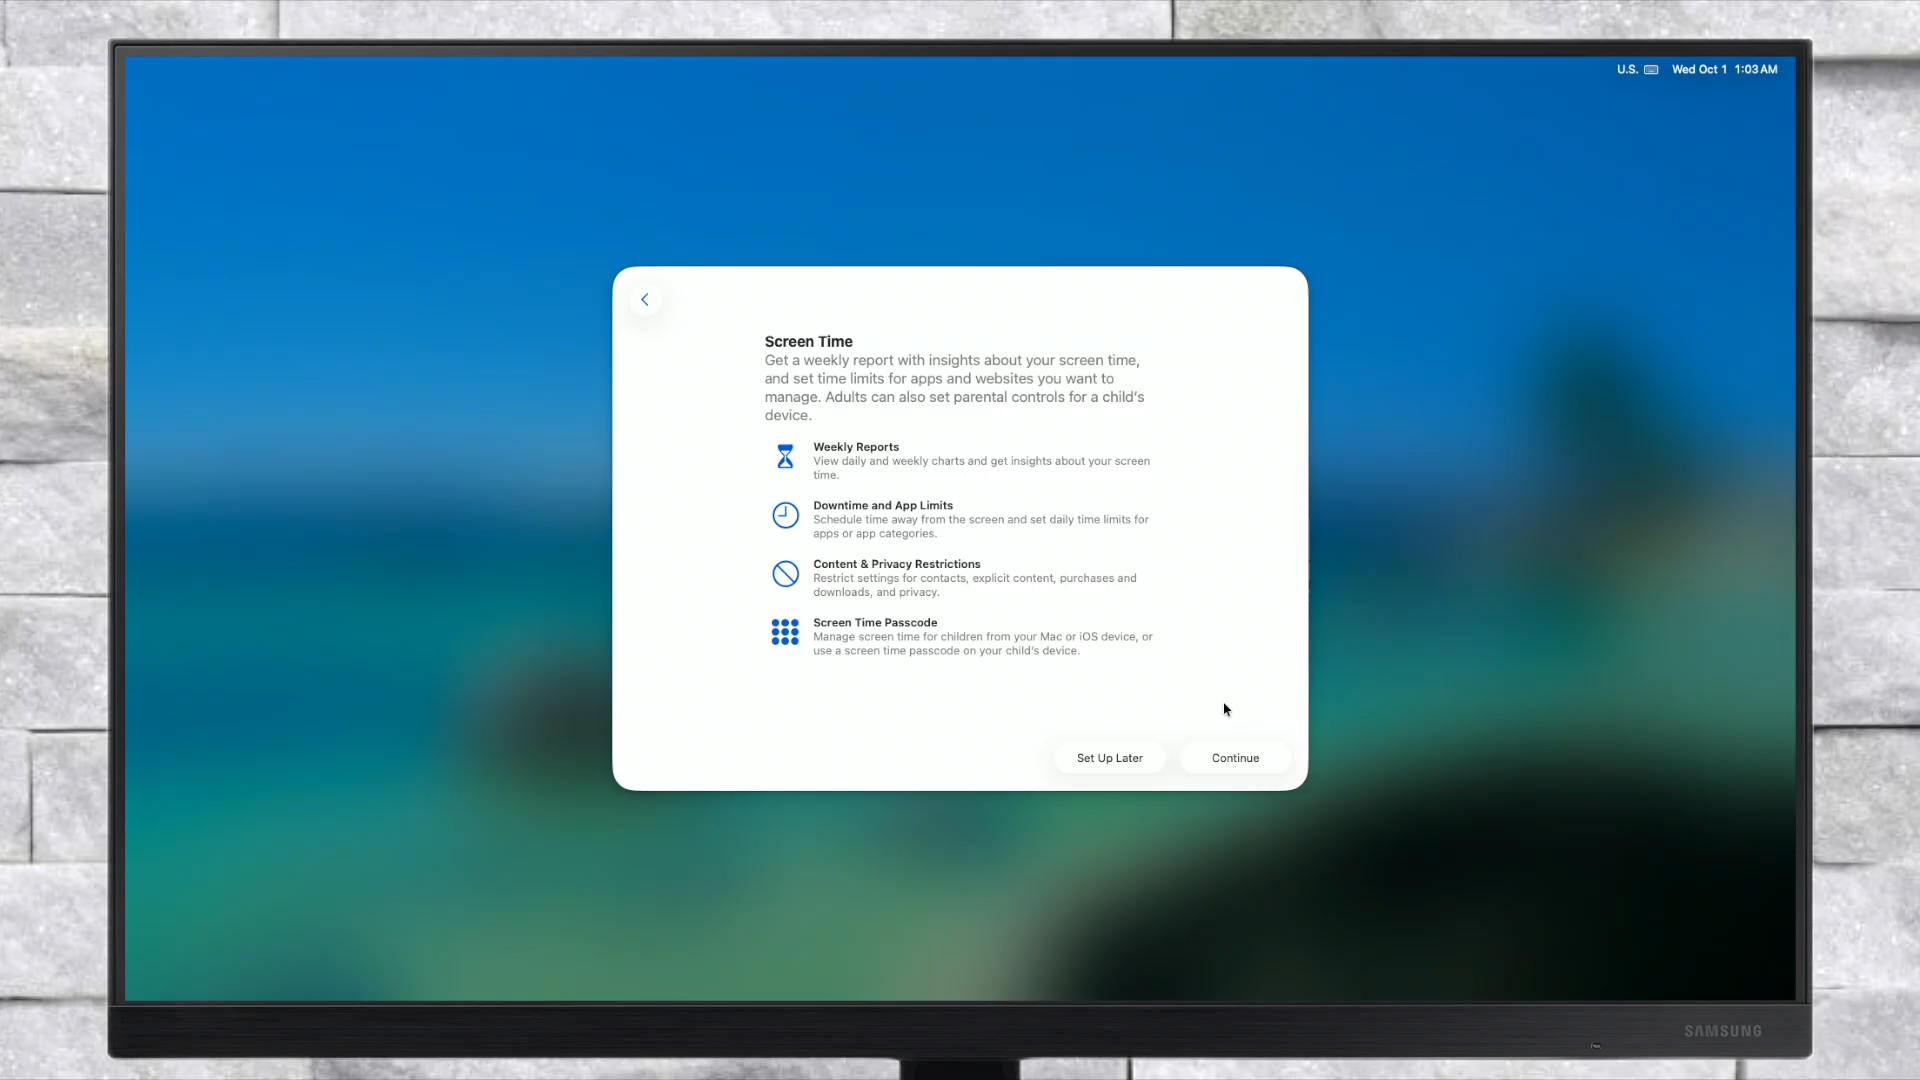 U.S. Wed Oct 1 1:03 AM
Screen Time
Get a weekly report with insights about your screen time,
and set time limits for apps and websites you want to
manage. Adults can also set parental controls for a child's
device.
Weekly Reports
View daily and weekly charts and get insights about your screen
time.
Downtime and App Limits
Schedule time away from the screen and set daily time limits for
apps or app categories.
Content & Privacy Restrictions
Restrict settings for contacts, explicit content, purchases and
downloads, and privacy.
Screen Time Passcode
Manage screen time for children from your Mac or iOS device, or
use a screen time passcode on your child's device.
Set Up Later Continue
SAMSUNG